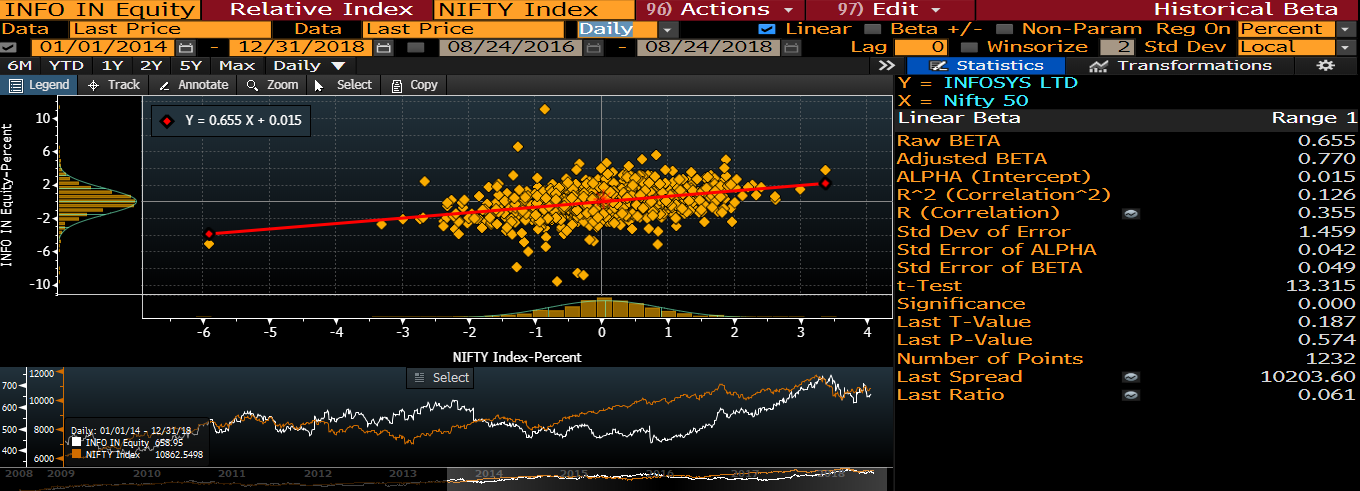 INFO IN Equity Relative Index NIFTY Index 96) Actions 97) Edit Historical Beta
Data Last Price Data Last Price Daily Linear Beta +/- Non-Param Reg On Percent
01/01/2014 - 12/31/2018 08/24/2016 - 08/24/2018 Lag 0 Winsorize 2 Std Dev Local
6M YTD 1Y 2Y 5Y Max Daily ▼ >> Statistics Transformations
Legend Track Annotate Zoom Select Copy
Y = INFOSYS LTD
X = Nifty 50
Linear Beta Range 1
Raw BETA 0.655
Adjusted BETA 0.770
ALPHA (Intercept) 0.015
R^2 (Correlation^2) 0.126
R (Correlation) 0.355
Std Dev of Error 1.459
Std Error of ALPHA 0.042
Std Error of BETA 0.049
t-Test 13.315
Significance 0.000
Last T-Value 0.187
Last P-Value 0.574
Number of Points 1232
Last Spread 10203.60
Last Ratio 0.061
INFO IN Equity-Percent
Y = 0.655 X + 0.015
10
6
2
-2
-6
-10
-6 -5 -4 -3 -2 -1 0 1 2 3 4
NIFTY Index-Percent
Select
700
600
500
400
12000
10000
8000
6000
Daily: 01/01/14 - 12/31/18
INFO IN Equity 658.95
NIFTY Index 10862.5498
2008 2009 2010 2011 2012 2013 2014 2015 2016 2017 2018